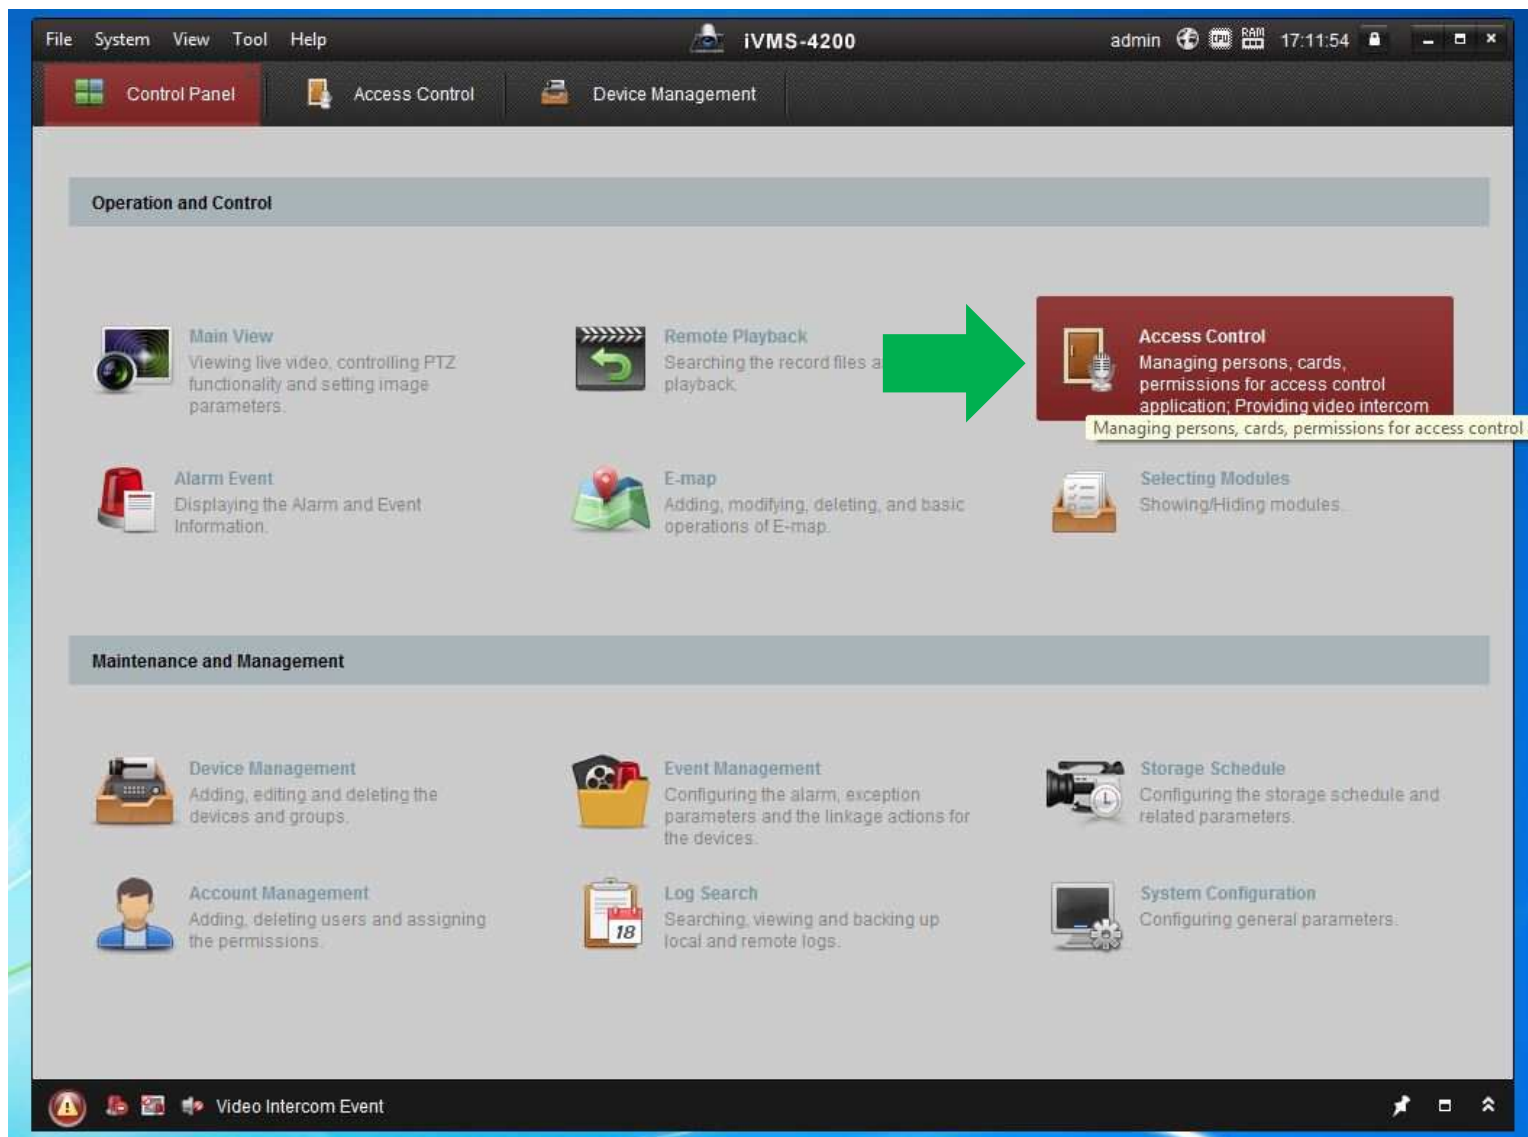 File System View Tool Help
iVMS-4200
admin CPU RAM 17:11:54
Control Panel
Access Control
Device Management
Operation and Control
Main View
Viewing live video, controlling PTZ
functionality and setting image
parameters.
Remote Playback
Searching the record files
playback.
Access Control
Managing persons, cards,
permissions for access control
application; Providing video intercom
Managing persons, cards, permissions for access control
Alarm Event
Displaying the Alarm and Event
Information.
E-map
Adding, modifying, deleting, and basic
operations of E-map.
Selecting Modules
Showing/Hiding modules.
Maintenance and Management
Device Management
Adding, editing and deleting the
devices and groups.
Event Management
Configuring the alarm, exception
parameters and the linkage actions for
the devices.
Storage Schedule
Configuring the storage schedule and
related parameters.
Account Management
Adding, deleting users and assigning
the permissions.
18
Log Search
Searching, viewing and backing up
local and remote logs.
System Configuration
Configuring general parameters.
Video Intercom Event